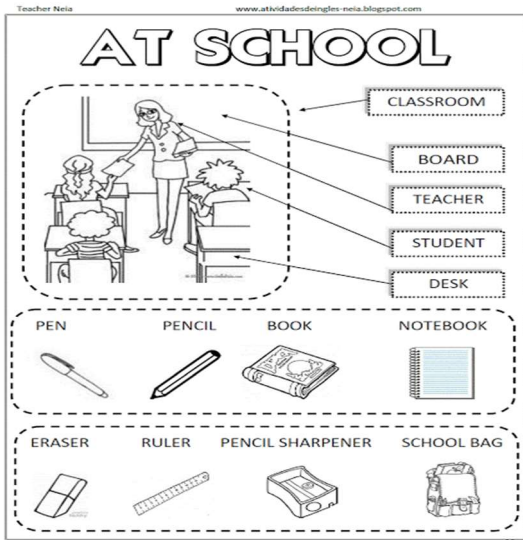 Teacher Neia www.atividadesdeingles-neia.blogspot.com
AT SCHOOL
CLASSROOM
BOARD
TEACHER
STUDENT
DESK
PEN PENCIL BOOK NOTEBOOK
ERASER RULER PENCIL SHARPENER SCHOOL BAG